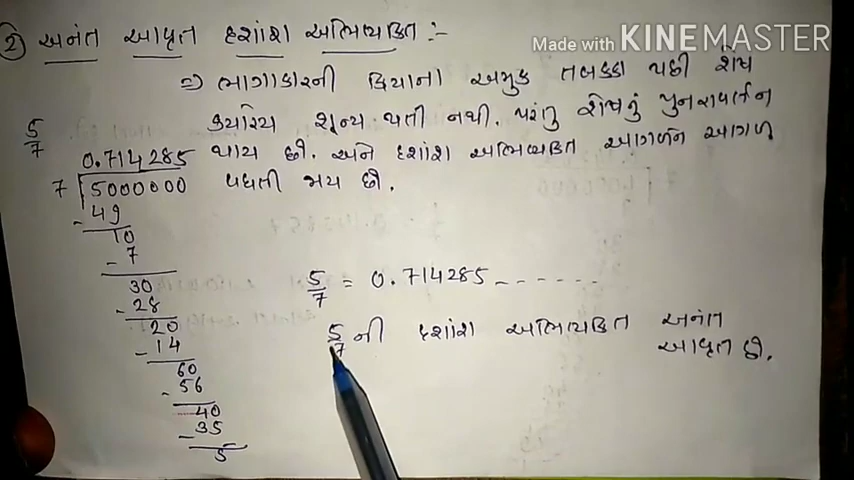 2) અનંત આવૃત દશાંશ અભિવ્યક્તિ :-
Made with KINEMASTER
⇒ ભાગાકારની ક્રિયાના અમુક તબક્કા પછી શેષ
ક્યારેય શૂન્ય થતી નથી. પરંતુ શેષનું પુનરાવર્તન
થાય છે. અને દશાંશ અભિવ્યક્તિ આગળને આગળ
વધતી જાય છે.
5/7
0.714285
7 5000000
- 49
10
- 7
30
- 28
20
- 14
60
- 56
40
- 35
5
5/7 = 0.714285 - - - - - -
5/7 ની દશાંશ અભિવ્યક્તિ અનંત
આવૃત છે.